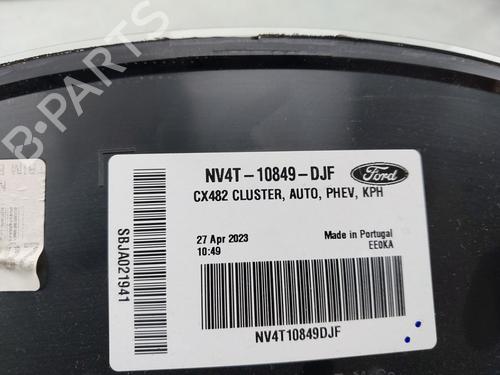 B-PARTS
NV4T-10849-DJF
Ford
CX482 CLUSTER, AUTO, PHEV, KPH
27 Apr 2023
10:49
Made in Portugal
EE0KA
SBJA021941
NV4T10849DJF